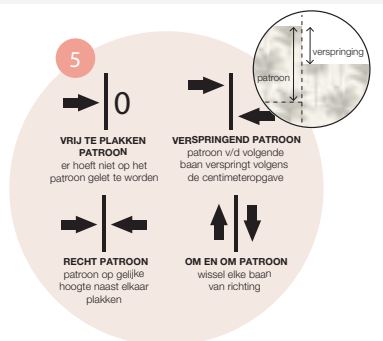 5
verspringing
patroon
0
VRIJ TE PLAKKEN
PATROON
er hoeft niet op het
patroon gelet te worden
VERSPRINGEND PATROON
patroon v/d volgende
baan verspringt volgens
de centimeteropgave
RECHT PATROON
patroon op gelijke
hoogte naast elkaar
plakken
OM EN OM PATROON
wissel elke baan
van richting